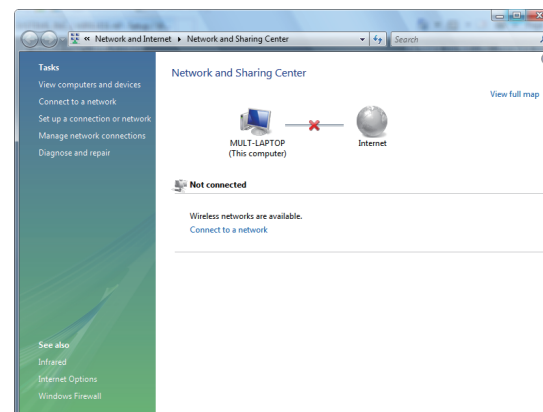 « Network and Internet ▸ Network and Sharing Center
Search
Tasks
View computers and devices
Connect to a network
Set up a connection or network
Manage network connections
Diagnose and repair
See also
Infrared
Internet Options
Windows Firewall
Network and Sharing Center
View full map
MULT-LAPTOP
(This computer)
Internet
Not connected
Wireless networks are available.
Connect to a network